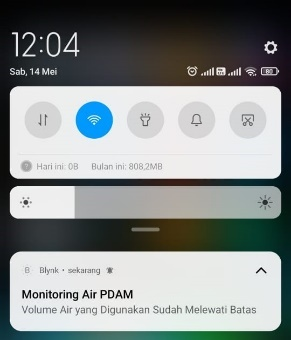 12:04
Sab, 14 Mei
80
Hari ini: 0B Bulan ini: 808,2MB
B Blynk • sekarang
Monitoring Air PDAM
Volume Air yang Digunakan Sudah Melewati Batas